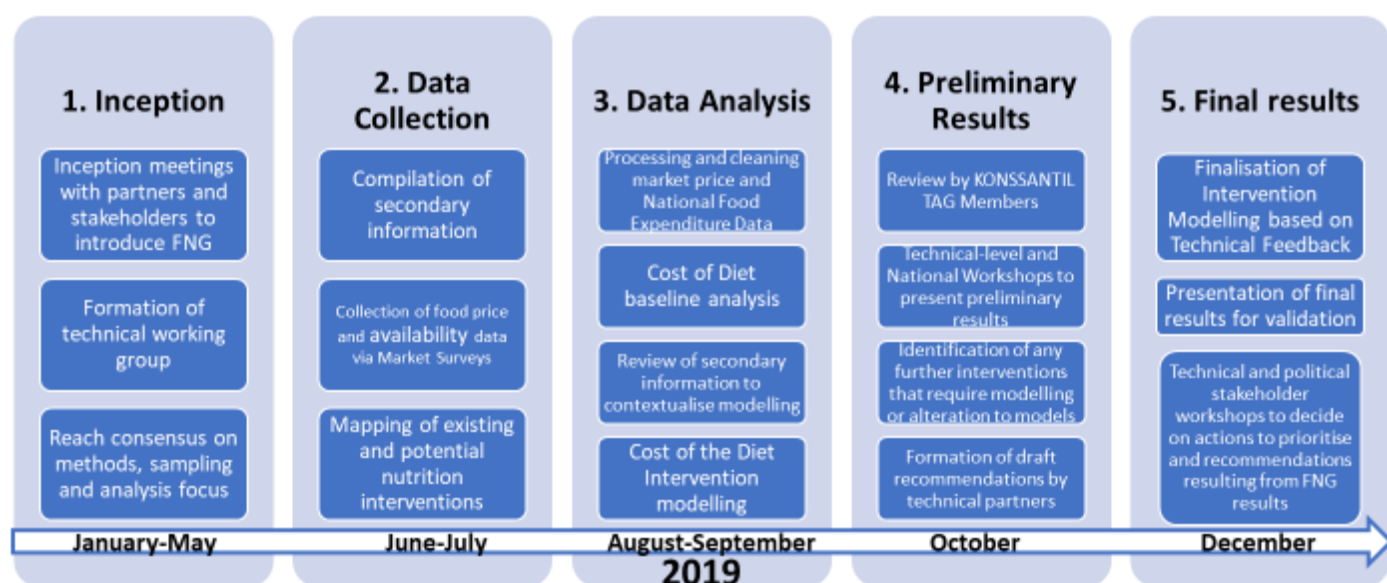 1. Inception
Inception meetings
with partners and
stakeholders to
introduce FNG
Formation of
technical working
group
Reach consensus on
methods, sampling
and analysis focus
January-May
2. Data
Collection
Compilation of
secondary
information
Collection of food price
and availability data
via Market Surveys
Mapping of existing
and potential
nutrition
interventions
June-July
3. Data Analysis
Processing and cleaning
market price and
National Food
Expenditure Data
Cost of Diet
baseline analysis
Review of secondary
information to
contextualise modelling
Cost of the Diet
Intervention
modelling
August-September
4. Preliminary
Results
Review by KONSSANTIL
TAG Members
Technical-level and
National Workshops to
present preliminary
results
Identification of any
further interventions
that require modelling
or alteration to models
Formation of draft
recommendations by
technical partners
October
5. Final results
Finalisation of
Intervention
Modelling based on
Technical Feedback
Presentation of final
results for validation
Technical and political
stakeholder
workshops to decide
on actions to prioritise
and recommendations
resulting from FNG
results
December
2019